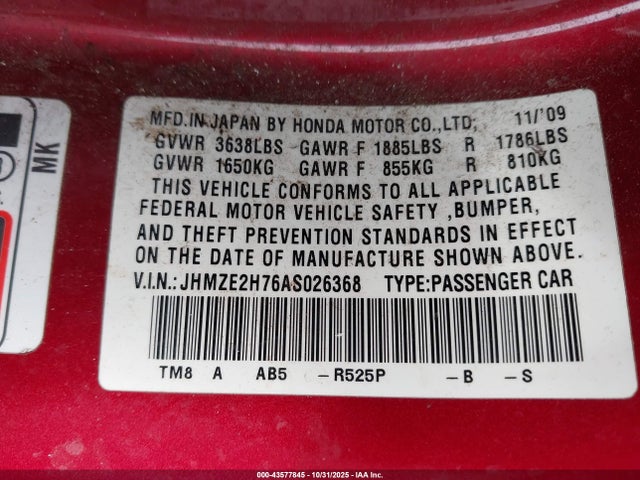 MFD.IN JAPAN BY HONDA MOTOR CO.,LTD; 11/'09
GVWR 3638LBS GAWR F 1885LBS R 1786LBS
GVWR 1650KG GAWR F 855KG R 810KG
THIS VEHICLE CONFORMS TO ALL APPLICABLE
FEDERAL MOTOR VEHICLE SAFETY ,BUMPER,
AND THEFT PREVENTION STANDARDS IN EFFECT
ON THE DATE OF MANUFACTURE SHOWN ABOVE.
V.I.N.: JHMZE2H76AS026368 TYPE:PASSENGER CAR
TM8 A AB5 -R525P -B -S
MK
000-43577845 - 10/31/2025 - IAA Inc.